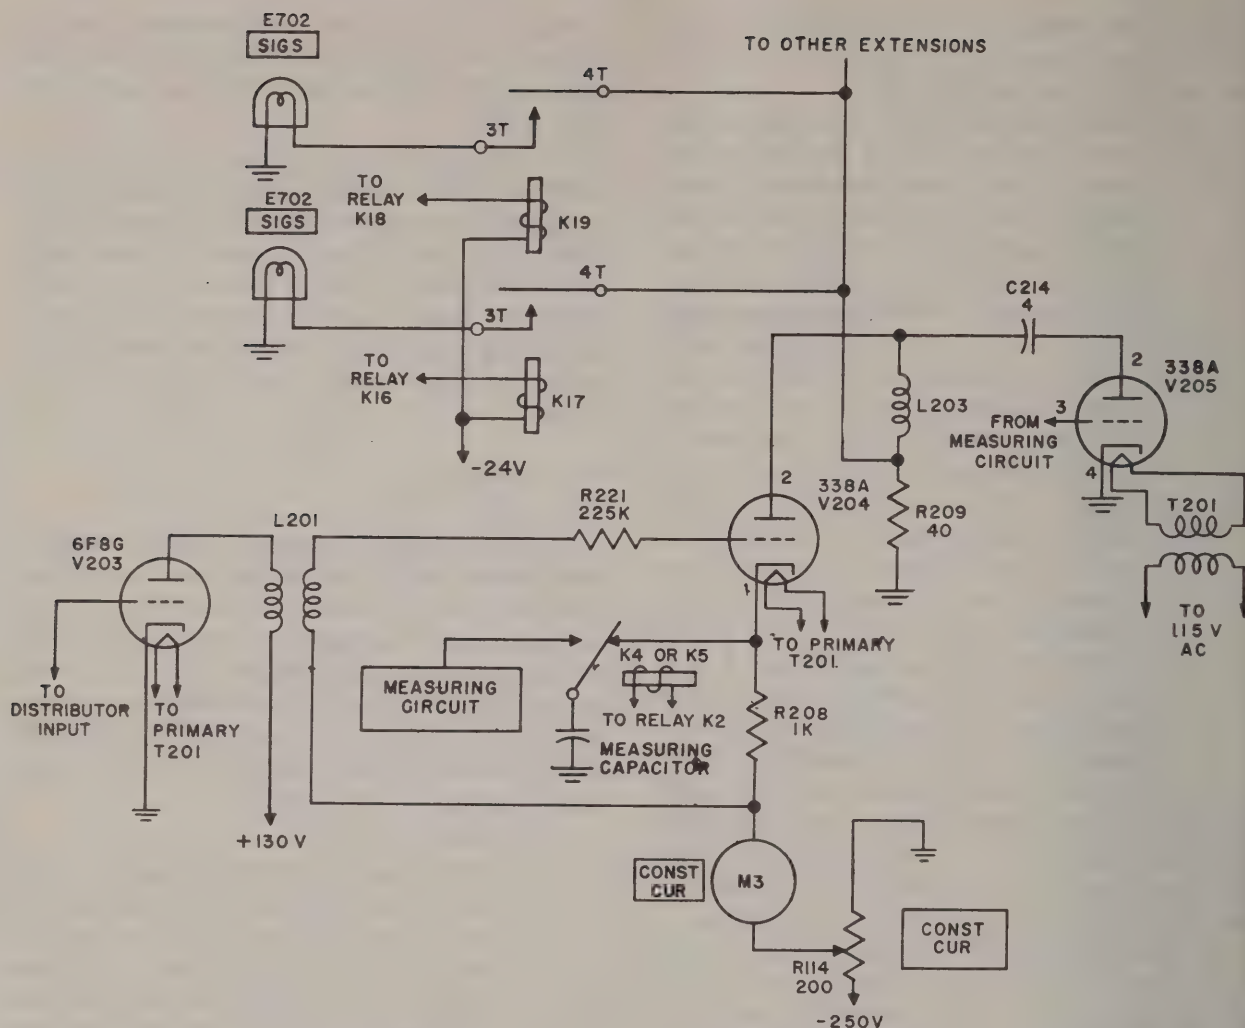 E702
SIGS
TO OTHER EXTENSIONS
4T
3T
TO
RELAY
K18
K19
E702
SIGS
4T
3T
TO
RELAY
K16
K17
-24V
C214
4
2
338A
V205
L203
3
FROM
MEASURING
CIRCUIT
4
T201
TO
115 V
AC
2
338A
V204
R209
40
R221
225K
L201
6F8G
V203
1
TO PRIMARY
T201
K4 OR K5
TO RELAY K2
MEASURING
CIRCUIT
MEASURING
CAPACITOR
R208
1K
TO
DISTRIBUTOR
INPUT
TO
PRIMARY
T201
+130 V
CONST
CUR
M3
CONST
CUR
R114
200
-250V